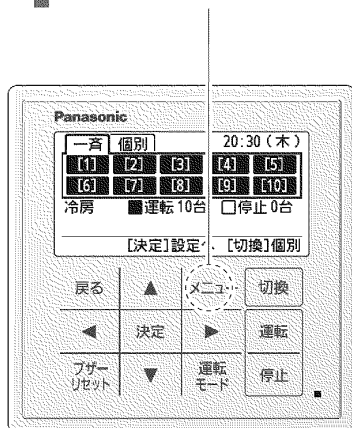 Panasonic
一斉 個別 20:30(木)
[1] [2] [3] [4] [5]
[6] [7] [8] [9] [10]
冷房 ■運転10台 □停止0台
[決定]設定へ [切換]個別
戻る ▲ メニュー 切換
◀ 決定 ▶ 運転
ブザー
リセット ▼ 運転
モード 停止